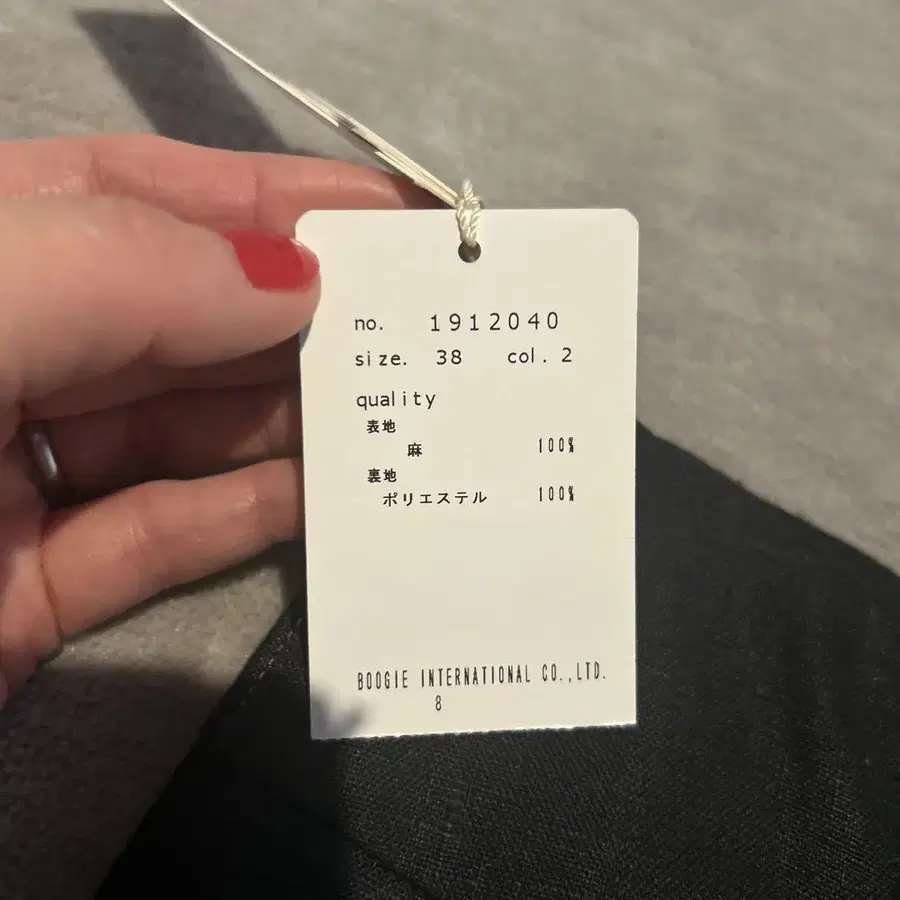 no. 1912040
size. 38 col. 2
quality
表地
麻 100%
裏地
ポリエステル 100%
BOOGIE INTERNATIONAL CO.,LTD.
8